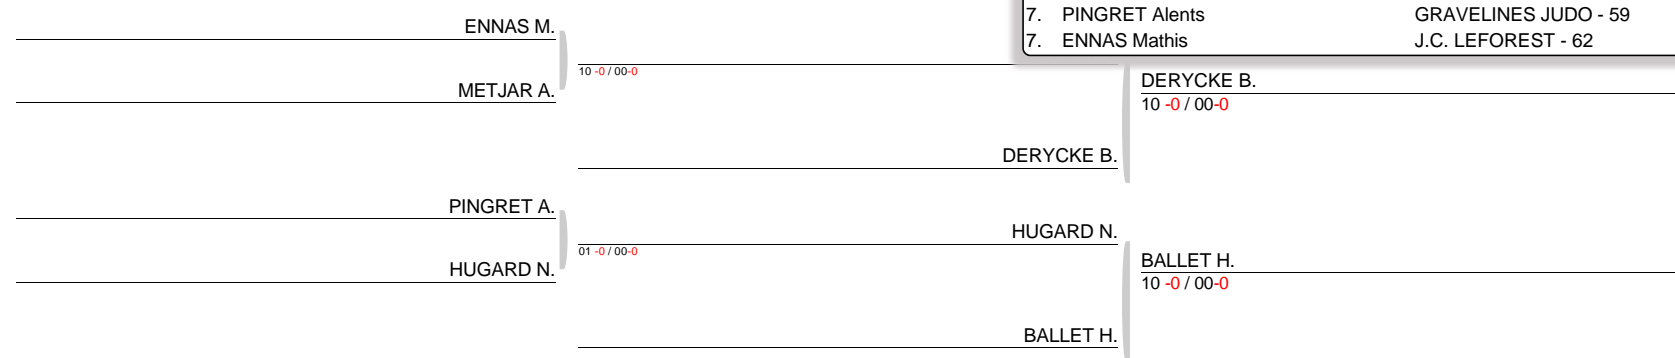 7. PINGRET Alents GRAVELINES JUDO - 59
7. ENNAS Mathis J.C. LEFOREST - 62
ENNAS M.
10 -0 / 00-0
METJAR A.
DERYCKE B.
10 -0 / 00-0
DERYCKE B.
PINGRET A.
HUGARD N.
01 -0 / 00-0
HUGARD N.
BALLET H.
10 -0 / 00-0
BALLET H.